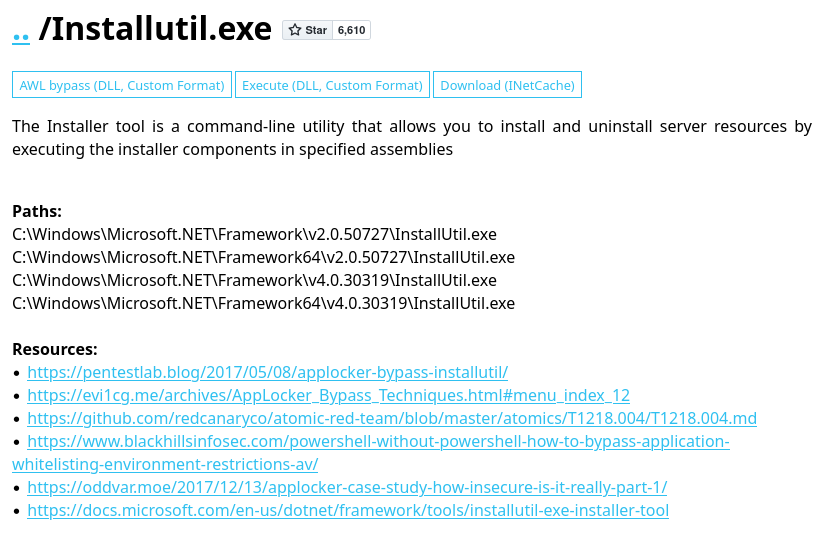 .. /Installutil.exe Star 6,610
AWL bypass (DLL, Custom Format) Execute (DLL, Custom Format) Download (INetCache)
The Installer tool is a command-line utility that allows you to install and uninstall server resources by
executing the installer components in specified assemblies
Paths:
C:\Windows\Microsoft.NET\Framework\v2.0.50727\InstallUtil.exe
C:\Windows\Microsoft.NET\Framework64\v2.0.50727\InstallUtil.exe
C:\Windows\Microsoft.NET\Framework\v4.0.30319\InstallUtil.exe
C:\Windows\Microsoft.NET\Framework64\v4.0.30319\InstallUtil.exe
Resources:
• https://pentestlab.blog/2017/05/08/applocker-bypass-installutil/
• https://evi1cg.me/archives/AppLocker_Bypass_Techniques.html#menu_index_12
• https://github.com/redcanaryco/atomic-red-team/blob/master/atomics/T1218.004/T1218.004.md
• https://www.blackhillsinfosec.com/powershell-without-powershell-how-to-bypass-application-
whitelisting-environment-restrictions-av/
• https://oddvar.moe/2017/12/13/applocker-case-study-how-insecure-is-it-really-part-1/
• https://docs.microsoft.com/en-us/dotnet/framework/tools/installutil-exe-installer-tool